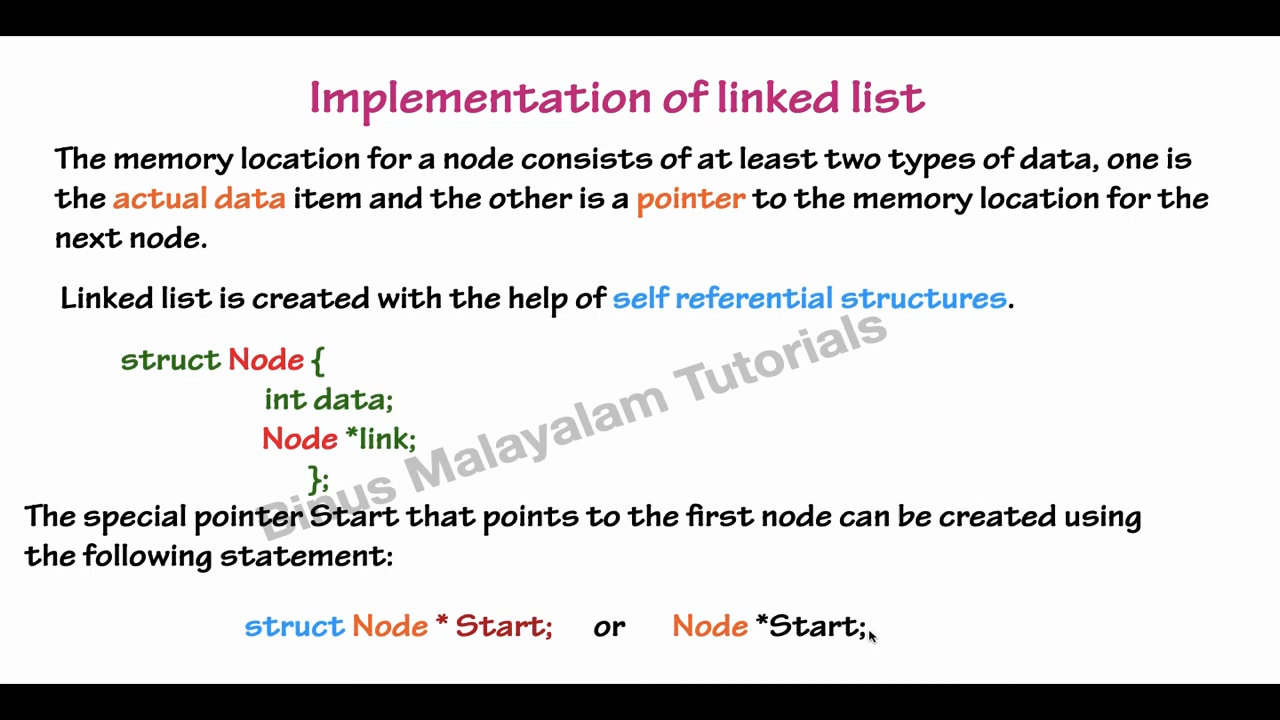 Implementation of linked list
The memory location for a node consists of at least two types of data, one is
the actual data item and the other is a pointer to the memory location for the
next node.
Linked list is created with the help of self referential structures.
struct Node {
int data;
Node *link;
};
Binus Malayalam Tutorials
The special pointer Start that points to the first node can be created using
the following statement:
struct Node * Start; or Node *Start;